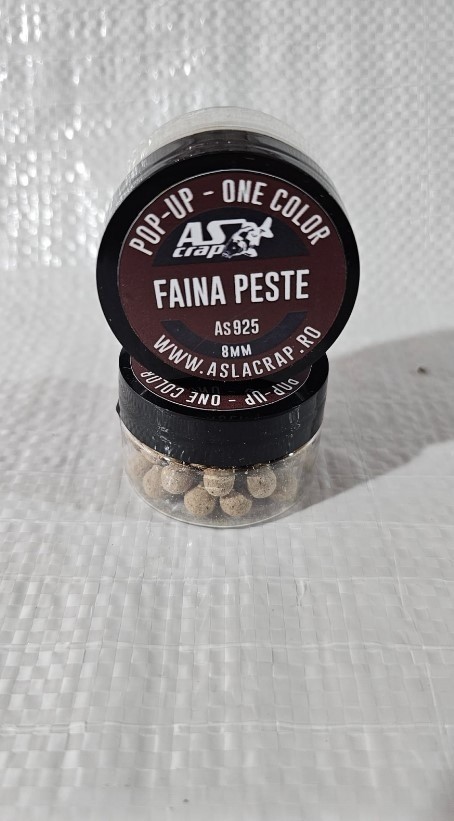 POP-UP - ONE COLOR
AS
crap
FAINA PESTE
AS925
8MM
WWW.ASLACRAP.RO
POP-UP - ONE COLOR